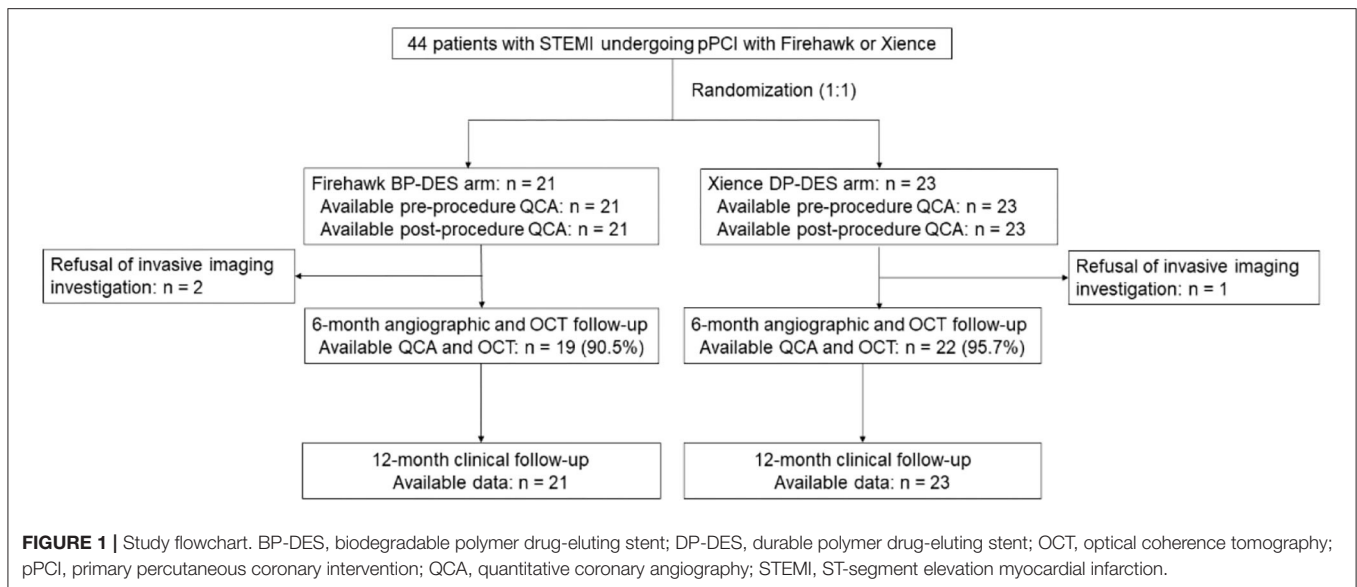 44 patients with STEMI undergoing pPCI with Firehawk or Xience
Randomization (1:1)
Firehawk BP-DES arm: n = 21
Available pre-procedure QCA: n = 21
Available post-procedure QCA: n = 21
Xience DP-DES arm: n = 23
Available pre-procedure QCA: n = 23
Available post-procedure QCA: n = 23
Refusal of invasive imaging
investigation: n = 2
Refusal of invasive imaging
investigation: n = 1
6-month angiographic and OCT follow-up
Available QCA and OCT: n = 19 (90.5%)
6-month angiographic and OCT follow-up
Available QCA and OCT: n = 22 (95.7%)
12-month clinical follow-up
Available data: n = 21
12-month clinical follow-up
Available data: n = 23
FIGURE 1 | Study flowchart. BP-DES, biodegradable polymer drug-eluting stent; DP-DES, durable polymer drug-eluting stent; OCT, optical coherence tomography;
pPCI, primary percutaneous coronary intervention; QCA, quantitative coronary angiography; STEMI, ST-segment elevation myocardial infarction.